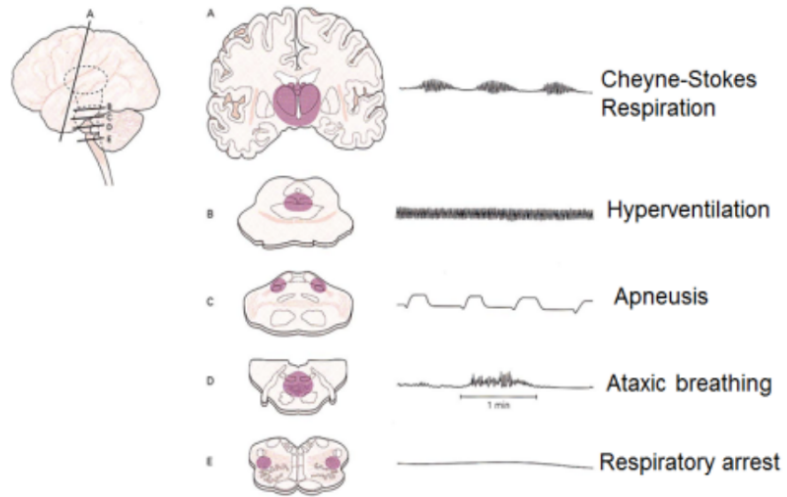 A
A
Cheyne-Stokes
Respiration
B
Hyperventilation
C
Apneusis
D
Ataxic breathing
1 min
E
Respiratory arrest